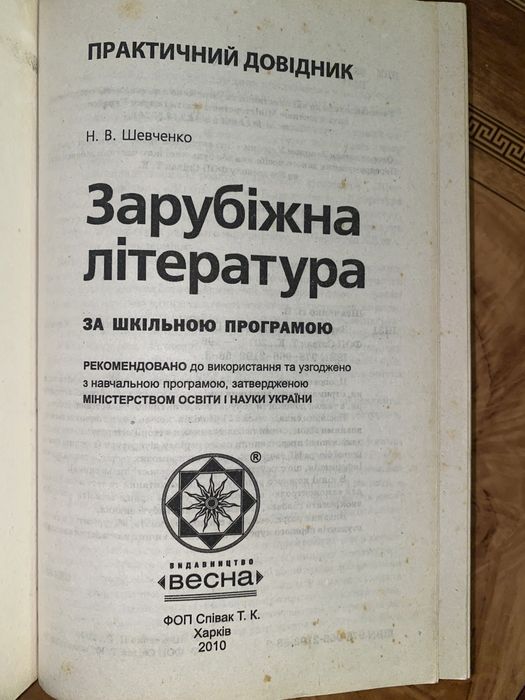 ПРАКТИЧНИЙ ДОВІДНИК
Н. В. Шевченко
Зарубіжна
література
ЗА ШКІЛЬНОЮ ПРОГРАМОЮ
РЕКОМЕНДОВАНО до використання та узгоджено
з навчальною програмою, затвердженою
МІНІСТЕРСТВОМ ОСВІТИ І НАУКИ УКРАЇНИ
®
ВИДАВНИЦТВО
«ВЕСНА»
ФОП Співак Т. К.
Харків
2010